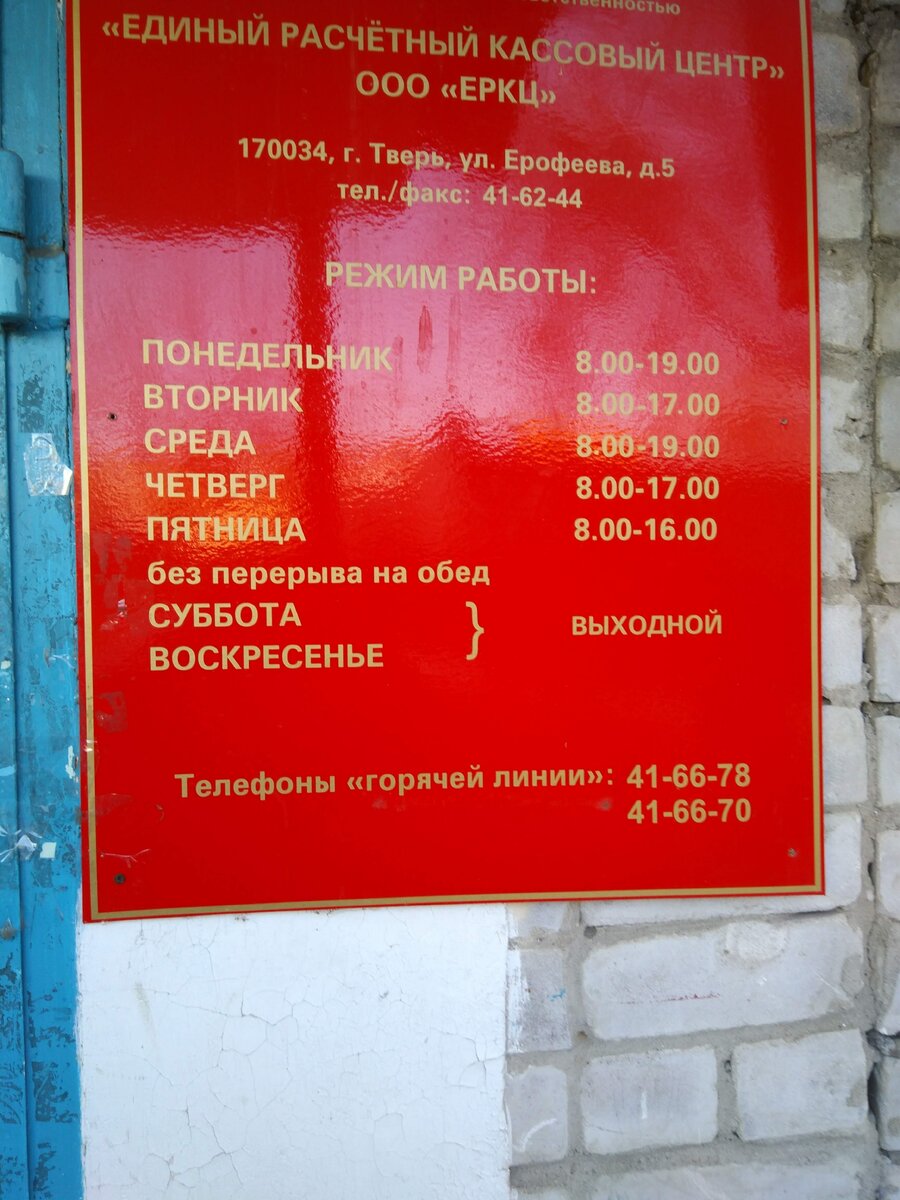 «ЕДИНЫЙ РАСЧЁТНЫЙ КАССОВЫЙ ЦЕНТР»
ООО «ЕРКЦ»
170034, г. Тверь, ул. Ерофеева, д.5
тел./факс: 41-62-44
РЕЖИМ РАБОТЫ:
ПОНЕДЕЛЬНИК 8.00-19.00
ВТОРНИК 8.00-17.00
СРЕДА 8.00-19.00
ЧЕТВЕРГ 8.00-17.00
ПЯТНИЦА 8.00-16.00
без перерыва на обед
СУББОТА
} ВЫХОДНОЙ
ВОСКРЕСЕНЬЕ
Телефоны «горячей линии»: 41-66-78
41-66-70